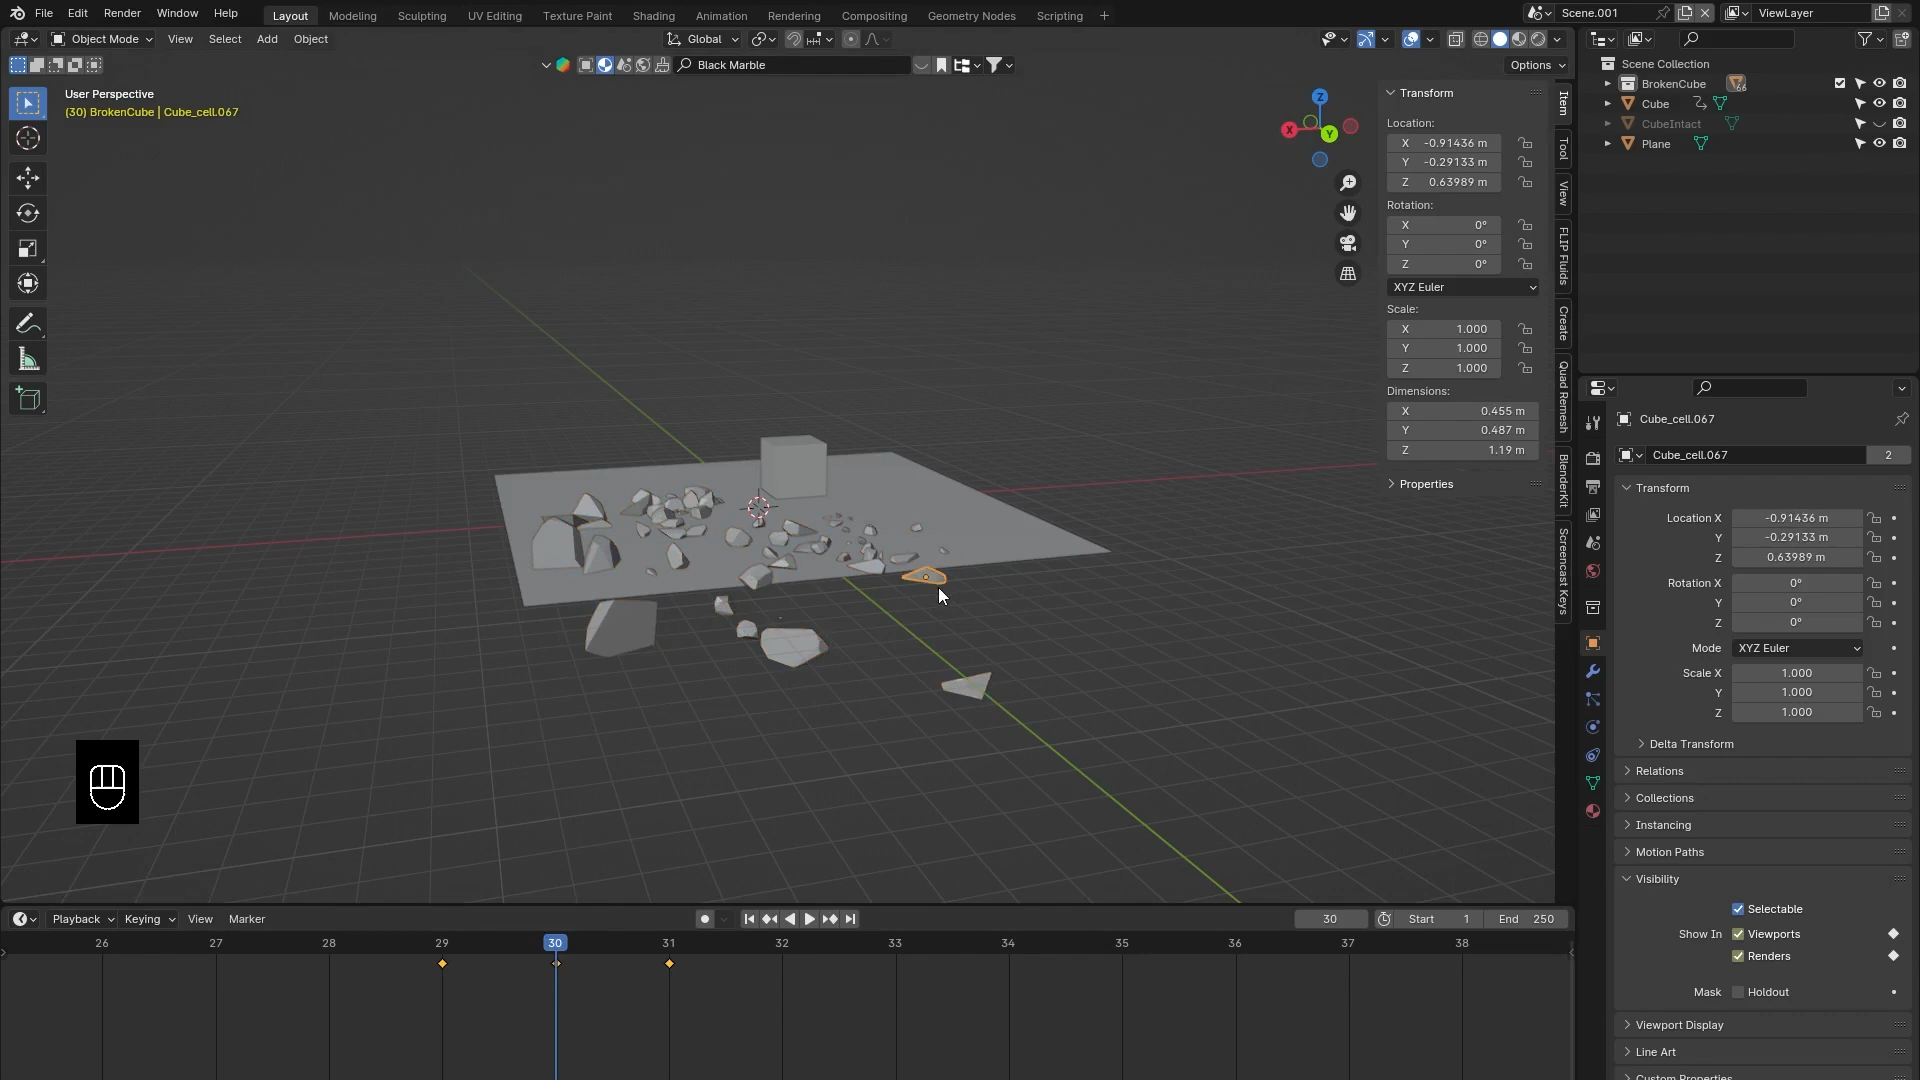 File Edit Render Window Help Layout Modeling Sculpting UV Editing Texture Paint Shading Animation Rendering Compositing Geometry Nodes Scripting + Scene.001 ViewLayer
Object Mode View Select Add Object Global
Black Marble Options
User Perspective
(30) BrokenCube | Cube_cell.067
Z
X
Y
Transform
Location:
X -0.91436 m
Y -0.29133 m
Z 0.63989 m
Rotation:
X 0°
Y 0°
Z 0°
XYZ Euler
Scale:
X 1.000
Y 1.000
Z 1.000
Dimensions:
X 0.455 m
Y 0.487 m
Z 1.19 m
Properties
Item
Tool
View
FLIP Fluids
Create
Quad Remesh
BlenderKit
Screencast Keys
Scene Collection
BrokenCube 66
Cube
CubeIntact
Plane
Cube_cell.067
Cube_cell.067 2
Transform
Location X -0.91436 m
Y -0.29133 m
Z 0.63989 m
Rotation X 0°
Y 0°
Z 0°
Mode XYZ Euler
Scale X 1.000
Y 1.000
Z 1.000
Delta Transform
Relations
Collections
Instancing
Motion Paths
Visibility
Selectable
Show In Viewports
Renders
Mask Holdout
Viewport Display
Line Art
Custom Properties
Playback Keying View Marker 30 Start 1 End 250
26 27 28 29 30 31 32 33 34 35 36 37 38